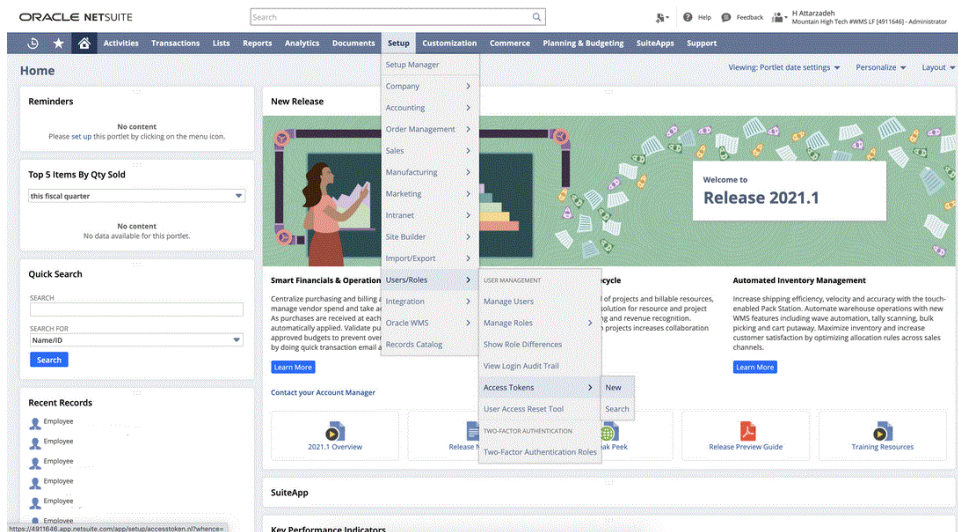 ORACLE NETSUITE
Search
Help
Feedback
H Attarzadeh
Mountain High Tech #WMS LF [4911646] - Administrator
Activities Transactions Lists Reports Analytics Documents Setup Customization Commerce Planning & Budgeting SuiteApps Support
Home
Viewing: Portlet date settings Personalize Layout
Setup Manager
Company
Accounting
Order Management
Sales
Manufacturing
Marketing
Intranet
Site Builder
Import/Export
Users/Roles
Integration
Oracle WMS
Records Catalog
USER MANAGEMENT
Manage Users
Manage Roles
Show Role Differences
View Login Audit Trail
Access Tokens
User Access Reset Tool
TWO-FACTOR AUTHENTICATION
Two-Factor Authentication Roles
New
Search
Reminders
No content
Please set up this portlet by clicking on the menu icon.
Top 5 Items By Qty Sold
this fiscal quarter
No content
No data available for this portlet.
Quick Search
SEARCH
SEARCH FOR
Name/ID
Search
Recent Records
Employee
Employee
Employee
Employee
Employee
Employee
https://4911646.app.netsuite.com/app/setup/accesstoken.nl?whence=
New Release
Welcome to
Release 2021.1
Smart Financials & Operation
Centralize purchasing and billing
manage vendor spend and take
As purchases are received at each
automatically applied. Validate
approved budgets to prevent
by doing quick transaction email
Learn More
of projects and billable resources,
solution for resource and project
and revenue recognition.
projects increases collaboration
Automated Inventory Management
Increase shipping efficiency, velocity and accuracy with the touch-
enabled Pack Station. Automate warehouse operations with new
WMS features including wave automation, tally scanning, bulk
picking and cart putaway. Maximize inventory and increase
customer satisfaction by optimizing allocation rules across sales
channels.
Learn More
Contact your Account Manager
2021.1 Overview
Release
Peek
Release Preview Guide
Training Resources
SuiteApp
Key Performance Indicators